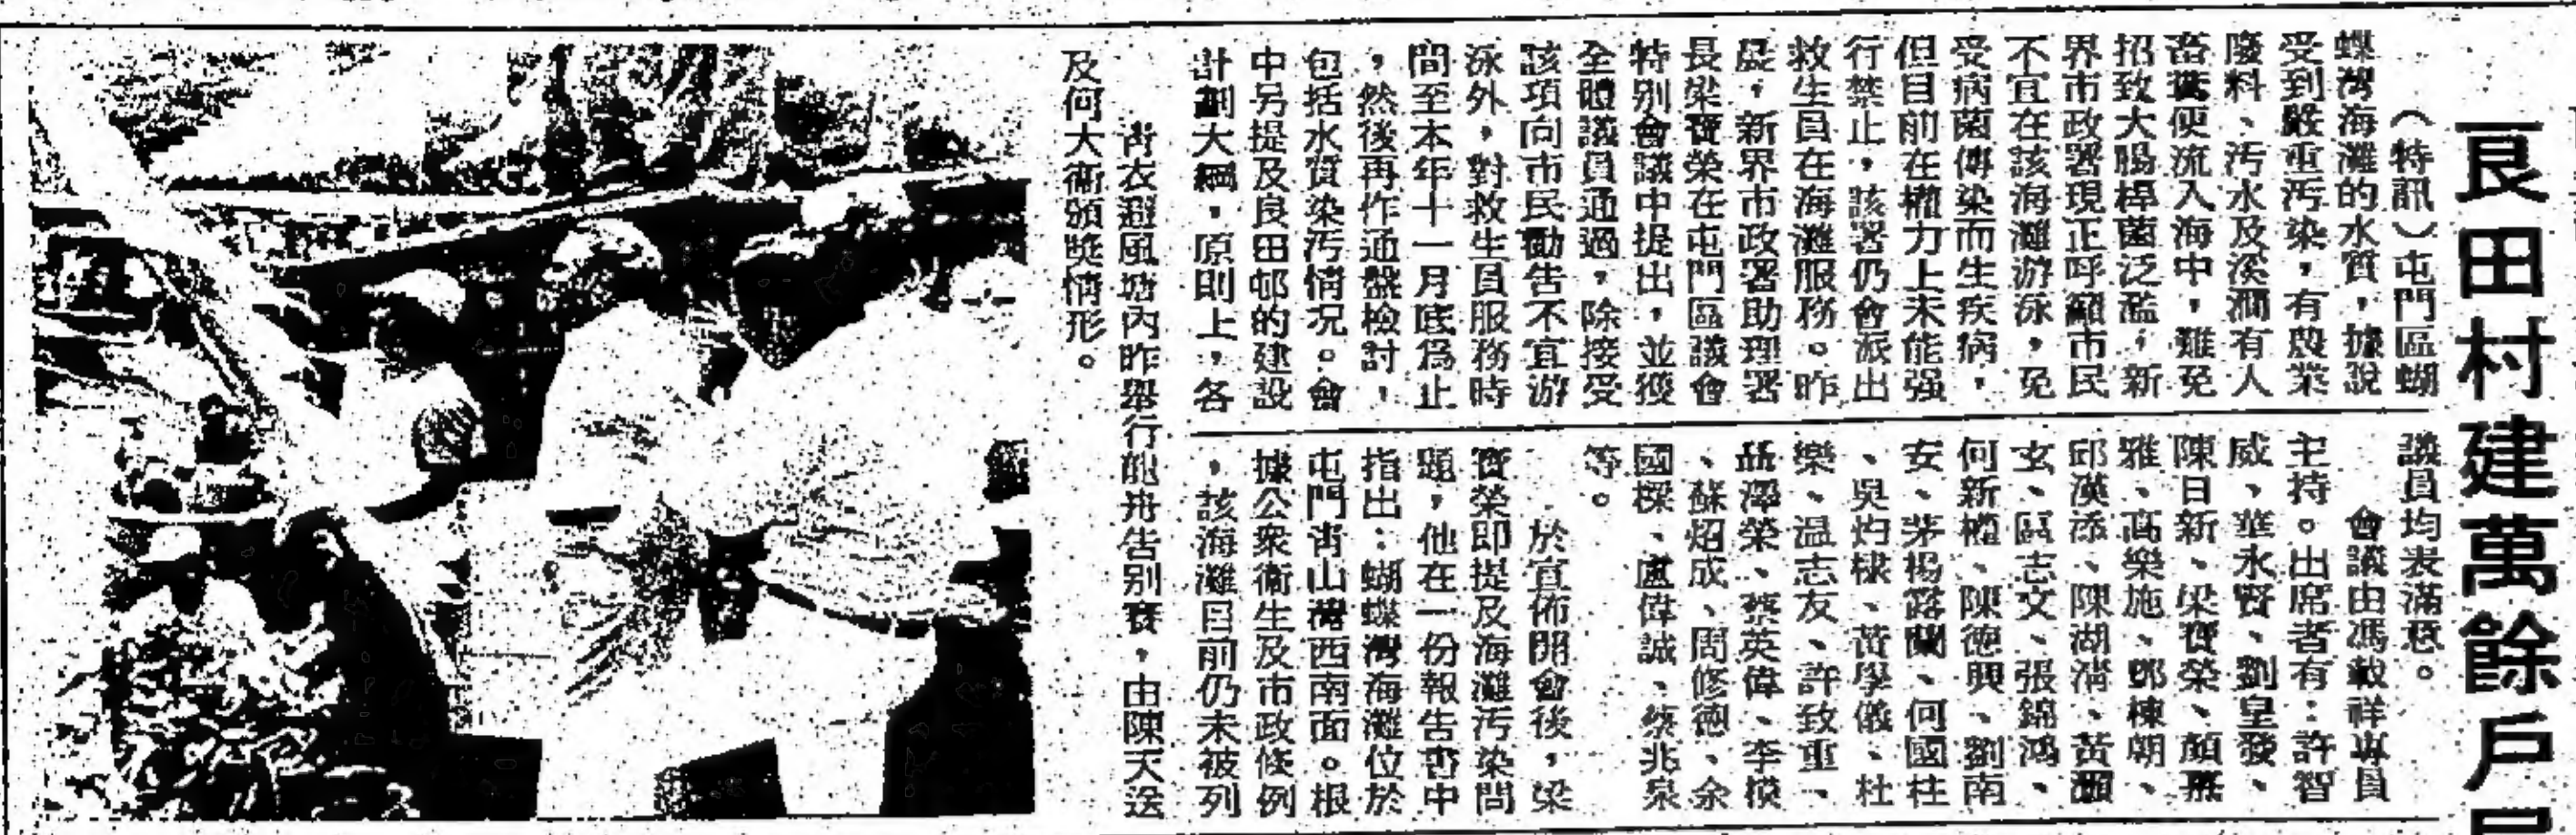 良田村建萬餘戶
（特訊）屯門區蝴
蝶灣海灘的水質，據說
受到嚴重污染，有農業
廢料、污水及溪澗有人
畜糞便流入海中，難免
招致大腸桿菌泛濫，新
界市政署現正呼籲市民
不宜在該海灘游泳，免
受病菌傳染而生疾病，
但目前在權力上未能强
行禁止，該署仍會派出
救生員在海灘服務。昨
晨，新界市政署助理署
長梁寶榮在屯門區議會
特别會議中提出，並獲
全體議員通過，除接受
該項向市民勸告不宜游
泳外，對救生員服務時
間至本年十一月底爲止
，然後再作通盤檢討，
包括水質染污情况。會
中另提及良田邨的建設
計劃大綱，原則上，各
議員均表滿意。
會議由馮載祥專員
主持。出席者有：許智
威、華永賢、劉皇發、
陳日新、梁寶榮、顏
雅、高樂施、鄧棟朝、
邱漢添、陳湖清、黃
玄、區志文、張錦鴻、
何新權、陳德興、劉南
安、茅楊露蘭、何國柱
、吳灼棣、黃學儀、杜
樂、温志友、許致重、
聶澤榮、蔡英偉、李
、蘇炤成、周修德、余
國樑、盧偉誠、蔡兆泉
等。
於宣佈開會後，梁
寶榮即提及海灘污染問
題，他在一份報告書中
指出：蝴蝶灣海灘位於
屯門青山灣西南面。根
據公衆衞生及市政條例
，該海灘目前仍未被列
青衣避風塘內昨舉行龍舟告别賽，由陳天送
及何大衞頒獎情形。